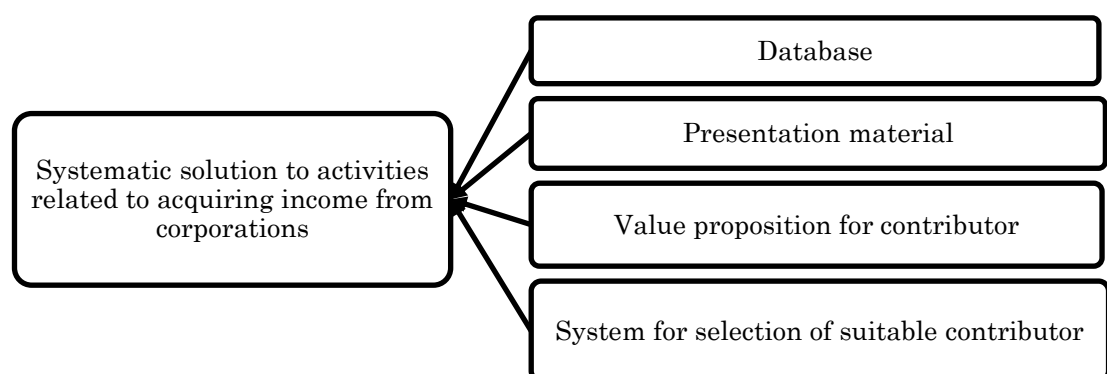 Database
Presentation material
Systematic solution to activities
related to acquiring income from
corporations
Value proposition for contributor
System for selection of suitable contributor